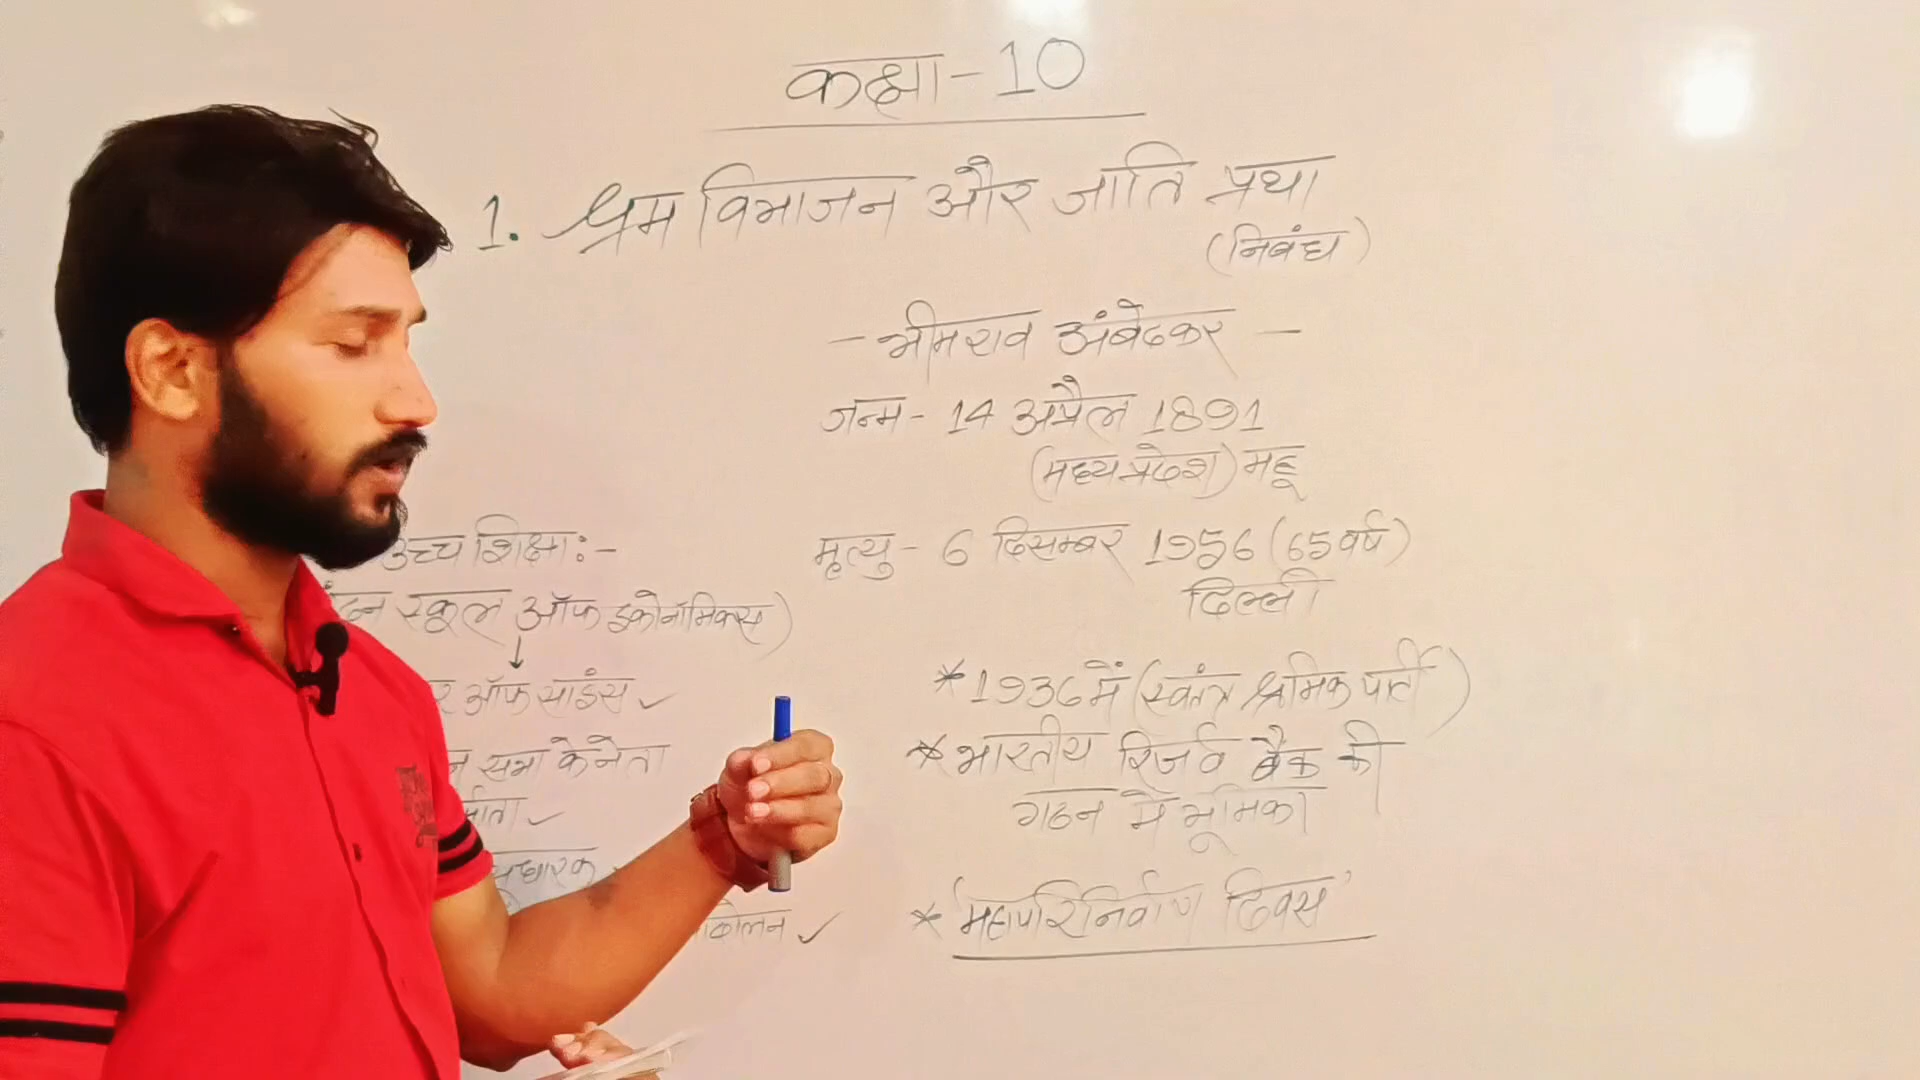 कक्षा - 10
1. श्रम विभाजन और जाति प्रथा
(निबंध)
- भीमराव अंबेदकर -
जन्म - 14 अप्रैल 1891
(मध्यप्रदेश) महू
मृत्यु - 6 दिसम्बर 1956 (65 वर्ष)
दिल्ली
* 1936 में (स्वतंत्र श्रमिक पार्टी)
* भारतीय रिजर्व बैंक की
गठन में भूमिका
* 'महापरिनिर्वाण दिवस'
उच्च शिक्षा :-
स्कूल ऑफ इकोनॉमिक्स)
↓
ऑफ साइंस ✓
सभा के नेता
✓
✓